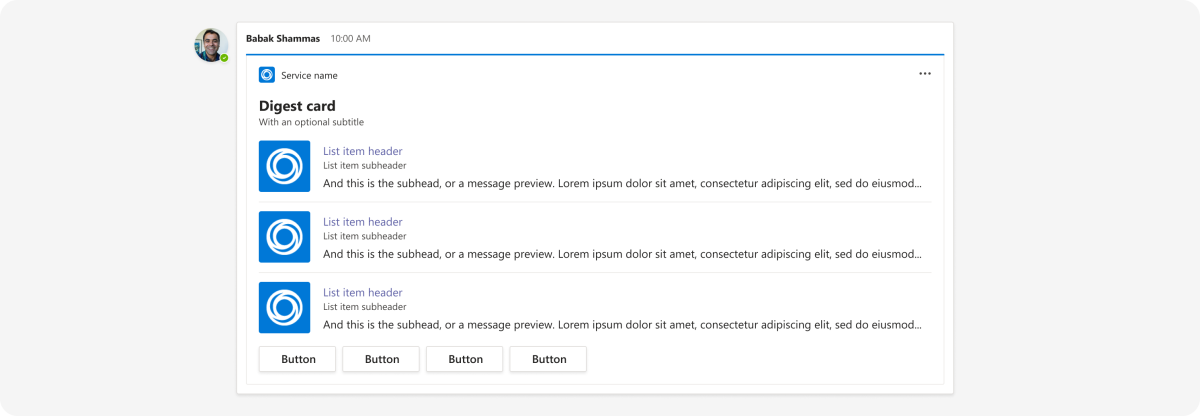 Babak Shammas 10:00 AM
Service name
Digest card
With an optional subtitle
List item header
List item subheader
And this is the subhead, or a message preview. Lorem ipsum dolor sit amet, consectetur adipiscing elit, sed do eiusmod...
List item header
List item subheader
And this is the subhead, or a message preview. Lorem ipsum dolor sit amet, consectetur adipiscing elit, sed do eiusmod...
List item header
List item subheader
And this is the subhead, or a message preview. Lorem ipsum dolor sit amet, consectetur adipiscing elit, sed do eiusmod...
Button Button Button Button